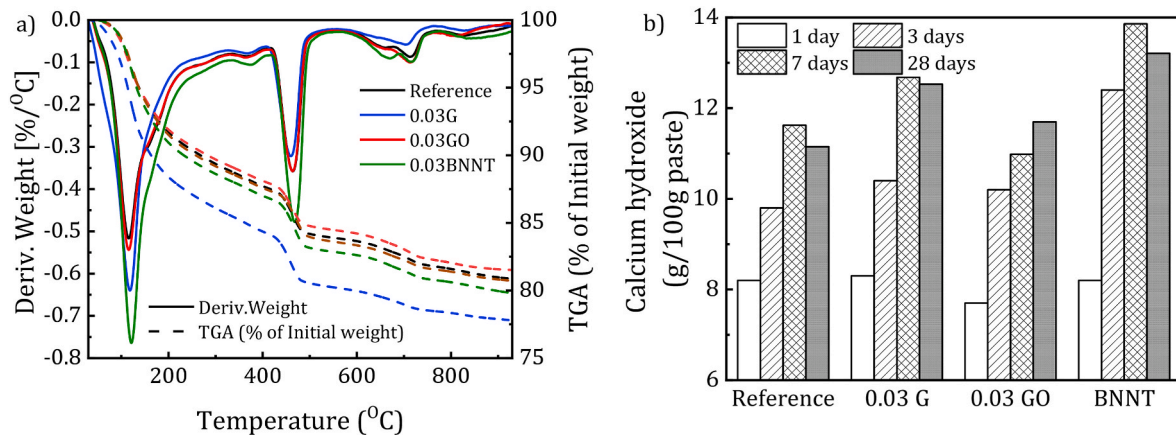 a)
Deriv. Weight [%/⁰C]
0.0
-0.1
-0.2
-0.3
-0.4
-0.5
-0.6
-0.7
-0.8
Reference
0.03G
0.03GO
0.03BNNT
Deriv.Weight
TGA (% of Initial weight)
200 400 600 800
Temperature (⁰C)
100
95
90
85
80
75
TGA (% of Initial weight)
b)
Calcium hydroxide
(g/100g paste)
14
12
10
8
6
1 day 3 days
7 days 28 days
Reference 0.03 G 0.03 GO BNNT